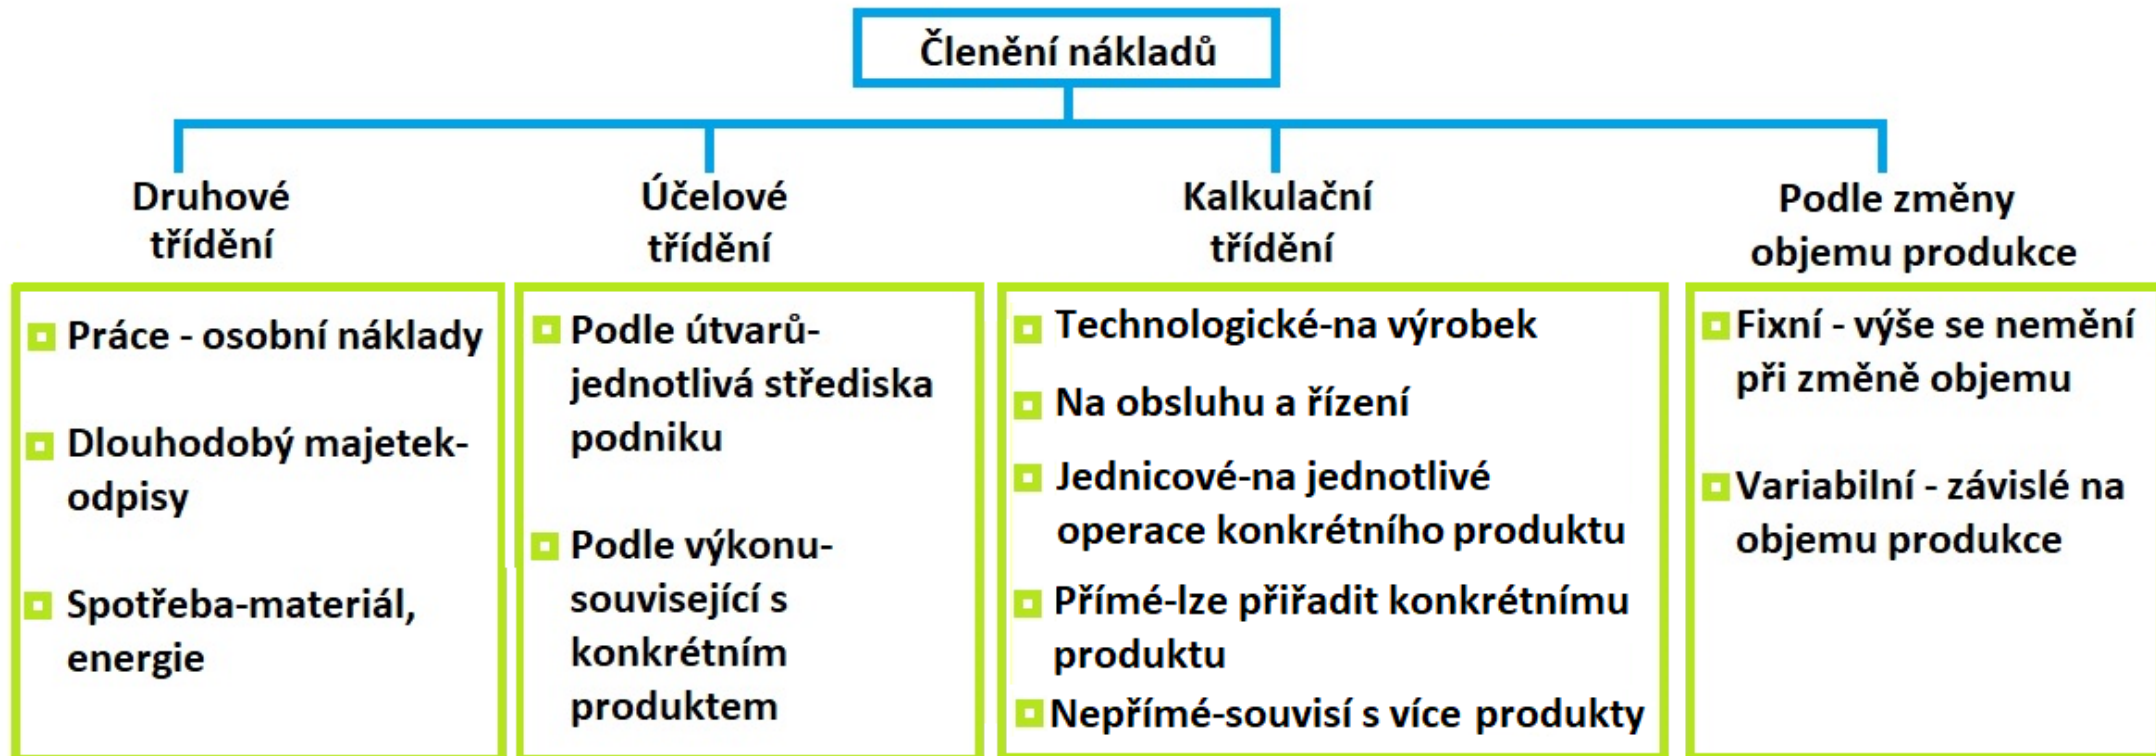 Členění nákladů
Druhové
třídění
Práce - osobní náklady
Dlouhodobý majetek-
odpisy
Spotřeba-materiál,
energie
Účelové
třídění
Podle útvarů-
jednotlivá střediska
podniku
Podle výkonu-
související s
konkrétním
produktem
Kalkulační
třídění
Technologické-na výrobek
Na obsluhu a řízení
Jednicové-na jednotlivé
operace konkrétního produktu
Přímé-lze přiřadit konkrétnímu
produktu
Nepřímé-souvisí s více produkty
Podle změny
objemu produkce
Fixní - výše se nemění
při změně objemu
Variabilní - závislé na
objemu produkce